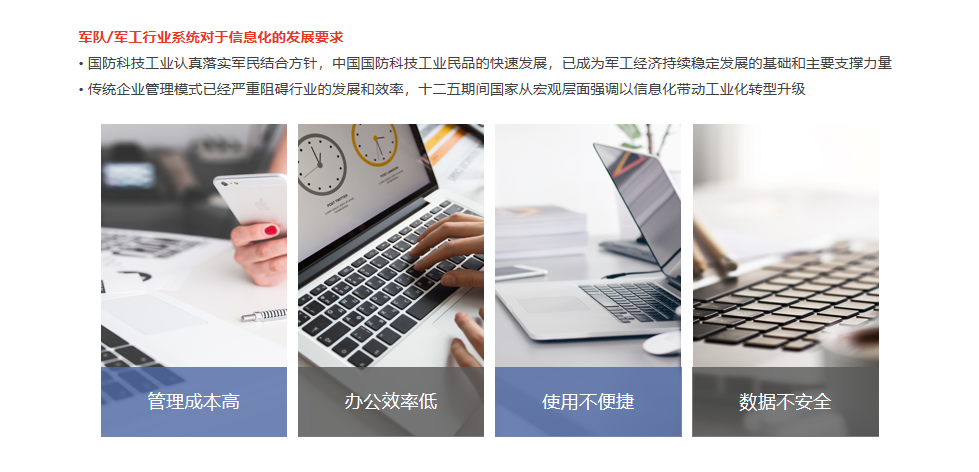 军队/军工行业系统对于信息化的发展要求
• 国防科技工业认真落实军民结合方针，中国国防科技工业民品的快速发展，已成为军工经济持续稳定发展的基础和主要支撑力量
• 传统企业管理模式已经严重阻碍行业的发展和效率，十二五期间国家从宏观层面强调以信息化带动工业化转型升级
管理成本高
办公效率低
使用不便捷
数据不安全